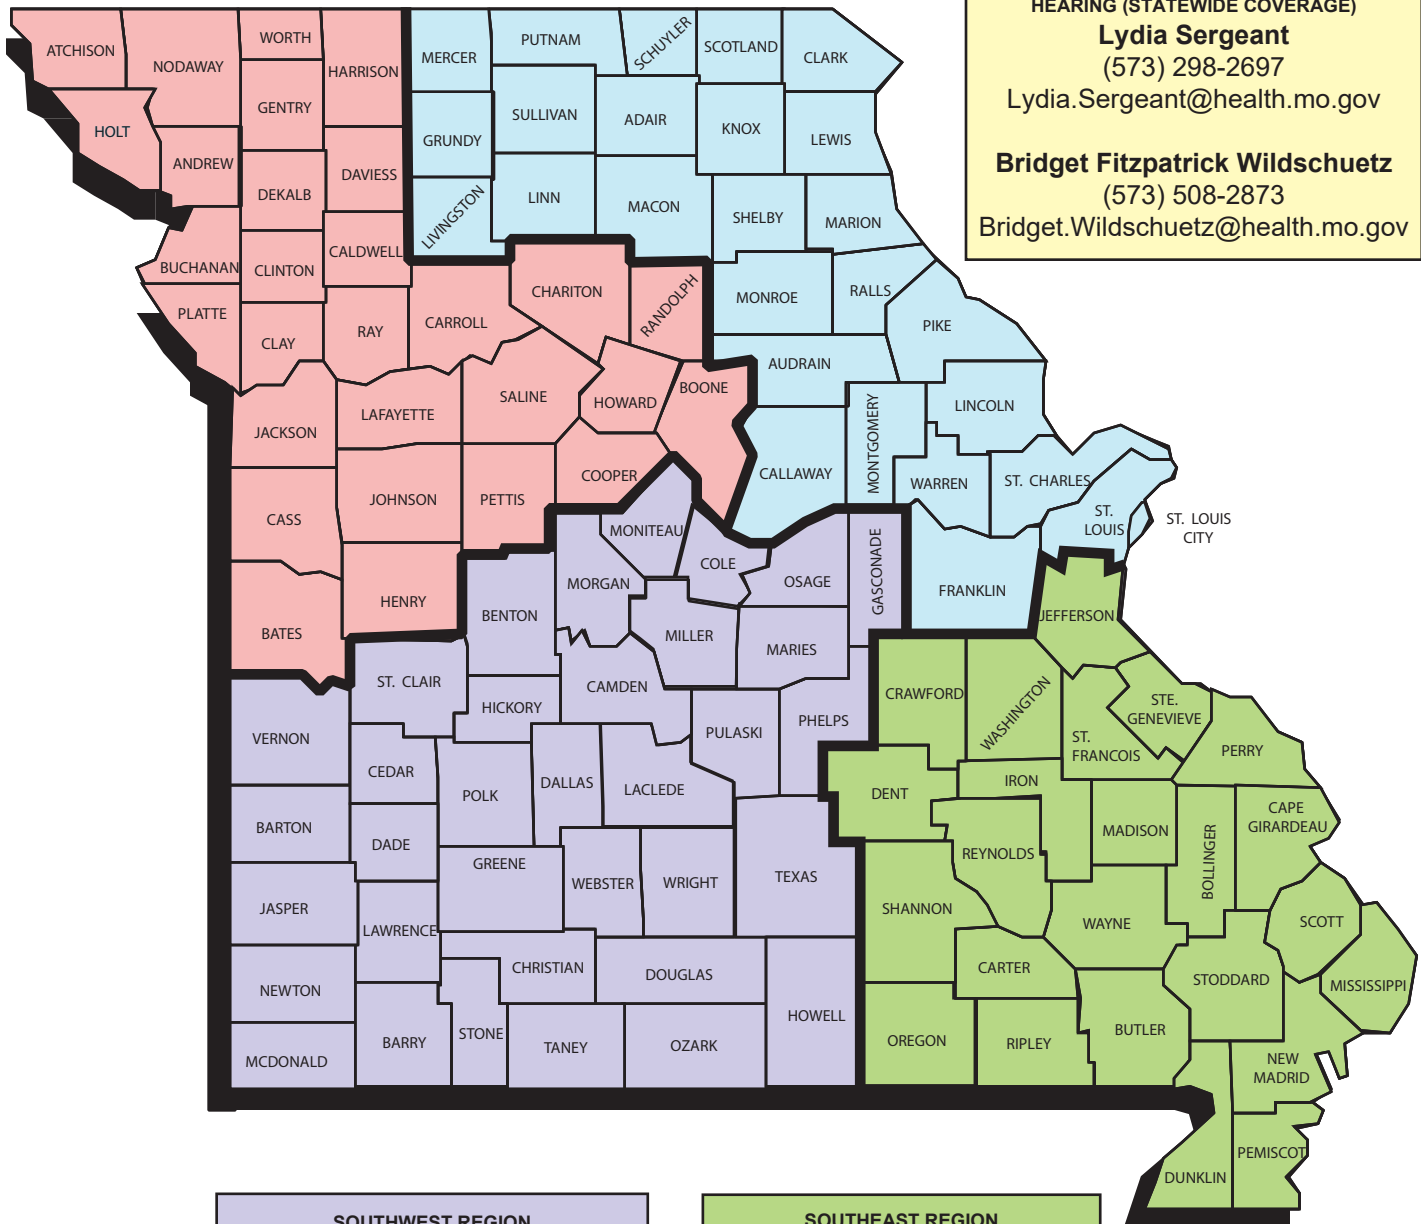 HEARING (STATEWIDE COVERAGE)
Lydia Sergeant
(573) 298-2697
Lydia.Sergeant@health.mo.gov
Bridget Fitzpatrick Wildschuetz
(573) 508-2873
Bridget.Wildschuetz@health.mo.gov
ATCHISON
NODAWAY
WORTH
HARRISON
GENTRY
HOLT
ANDREW
DEKALB
DAVIESS
BUCHANAN
CLINTON
CALDWELL
PLATTE
CLAY
RAY
CARROLL
CHARITON
RANDOLPH
JACKSON
LAFAYETTE
SALINE
HOWARD
BOONE
CASS
JOHNSON
PETTIS
COOPER
BATES
HENRY
MERCER
PUTNAM
SCHUYLER
SCOTLAND
CLARK
GRUNDY
SULLIVAN
ADAIR
KNOX
LEWIS
LIVINGSTON
LINN
MACON
SHELBY
MARION
MONROE
RALLS
PIKE
AUDRAIN
CALLAWAY
MONTGOMERY
LINCOLN
WARREN
ST. CHARLES
ST.
LOUIS
ST. LOUIS
CITY
FRANKLIN
MONITEAU
MORGAN
COLE
OSAGE
GASCONADE
BENTON
MILLER
MARIES
ST. CLAIR
HICKORY
CAMDEN
PULASKI
PHELPS
VERNON
CEDAR
POLK
DALLAS
LACLEDE
BARTON
DADE
GREENE
WEBSTER
WRIGHT
TEXAS
JASPER
LAWRENCE
CHRISTIAN
DOUGLAS
NEWTON
HOWELL
MCDONALD
BARRY
STONE
TANEY
OZARK
JEFFERSON
CRAWFORD
WASHINGTON
ST.
FRANCOIS
STE.
GENEVIEVE
PERRY
DENT
IRON
MADISON
BOLLINGER
CAPE
GIRARDEAU
REYNOLDS
SHANNON
WAYNE
SCOTT
CARTER
STODDARD
MISSISSIPPI
OREGON
RIPLEY
BUTLER
NEW
MADRID
DUNKLIN
PEMISCOT
SOUTHWEST REGION
SOUTHEAST REGION